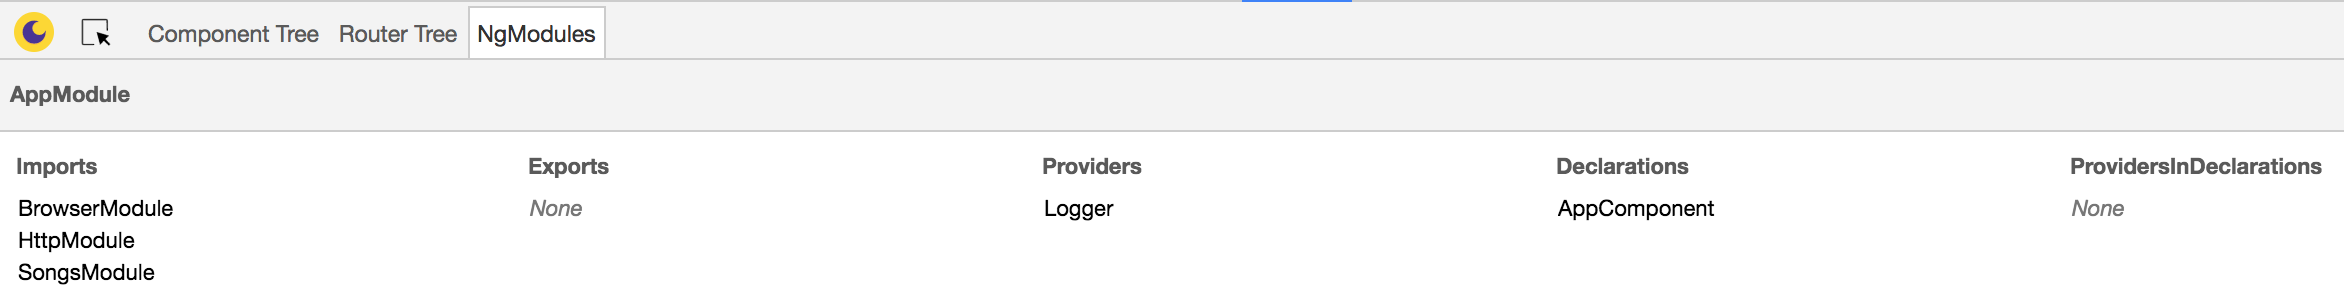 Component Tree Router Tree NgModules
AppModule
Imports Exports Providers Declarations ProvidersInDeclarations
BrowserModule None Logger AppComponent None
HttpModule
SongsModule